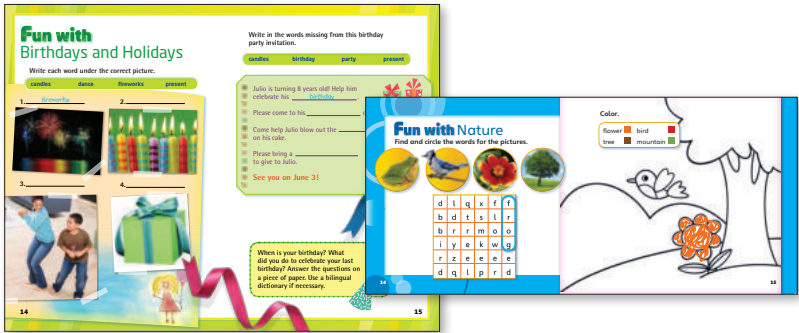 Fun with
Birthdays and Holidays
Write each word under the correct picture.
candles dance fireworks present
1. fireworks
2.
3.
4.
14
Write in the words missing from this birthday
party invitation.
candles birthday party present
Julio is turning 8 years old! Help him
celebrate his birthday.
Please come to his
Come help Julio blow out the
on his cake.
Please bring a
to give to Julio.
See you on June 3!
When is your birthday? What
did you do to celebrate your last
birthday? Answer the questions on
a piece of paper. Use a bilingual
dictionary if necessary.
15
Fun with Nature
Find and circle the words for the pictures.
d l q x f f
b d t s l r
b r r m o o
i y e k w g
r z e e e e
d q l p r d
14
Color.
flower bird
tree mountain
15